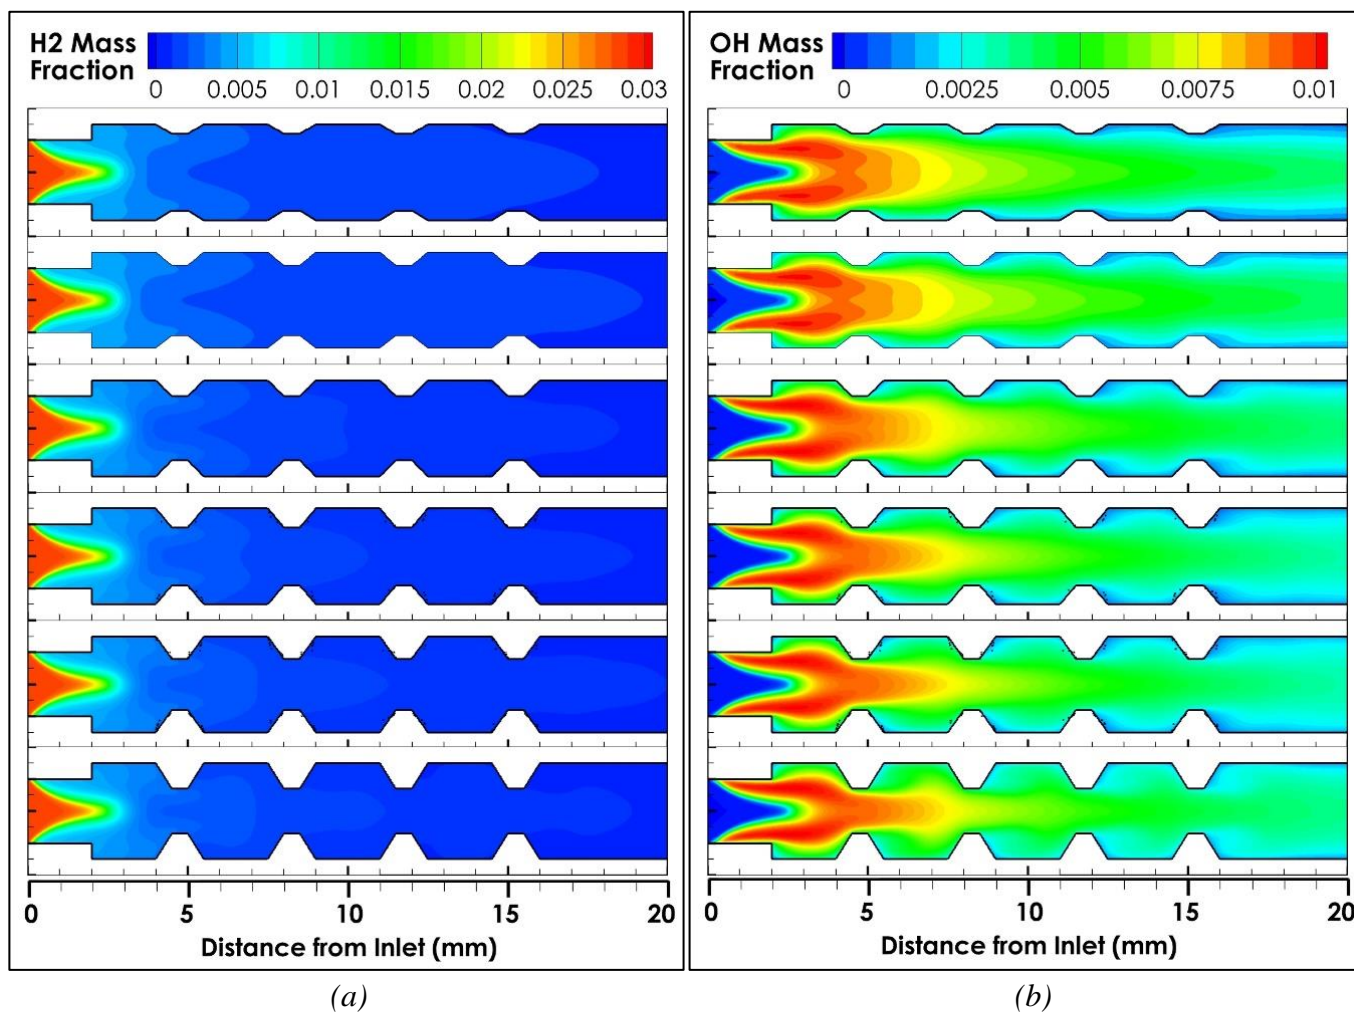 H2 Mass
Fraction
0 0.005 0.01 0.015 0.02 0.025 0.03
0 5 10 15 20
Distance from Inlet (mm)
(a)
OH Mass
Fraction
0 0.0025 0.005 0.0075 0.01
0 5 10 15 20
Distance from Inlet (mm)
(b)